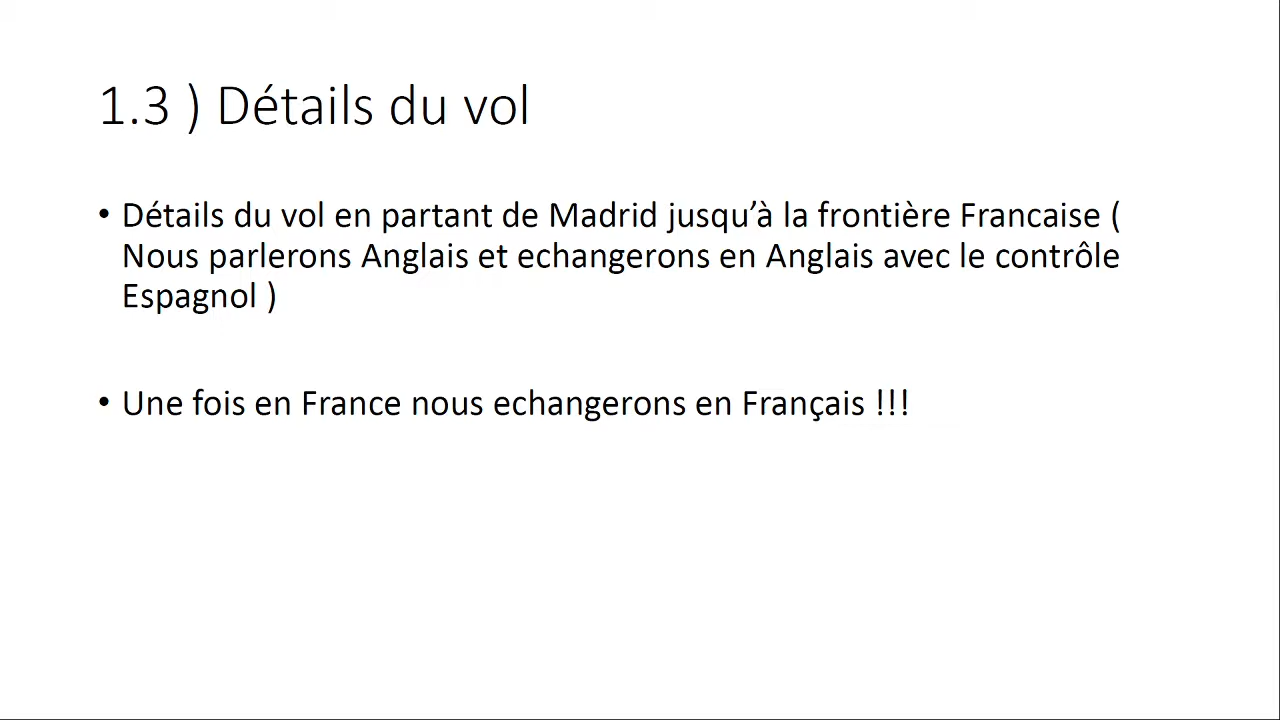 1.3 ) Détails du vol
• Détails du vol en partant de Madrid jusqu’à la frontière Francaise (
Nous parlerons Anglais et echangerons en Anglais avec le contrôle
Espagnol )
• Une fois en France nous echangerons en Français !!!